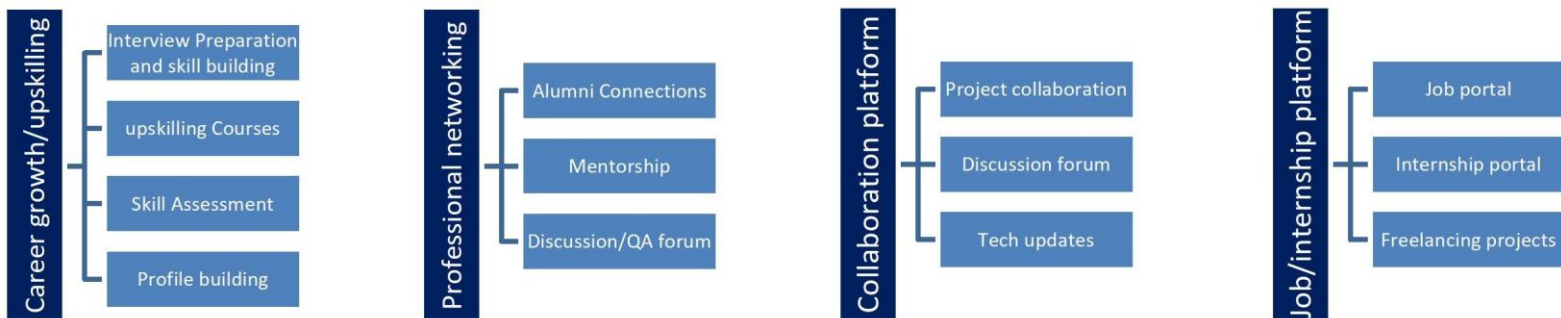 Career growth/upskilling
Interview Preparation
and skill building
upskilling Courses
Skill Assessment
Profile building
Professional networking
Alumni Connections
Mentorship
Discussion/QA forum
Collaboration platform
Project collaboration
Discussion forum
Tech updates
Job/internship platform
Job portal
Internship portal
Freelancing projects